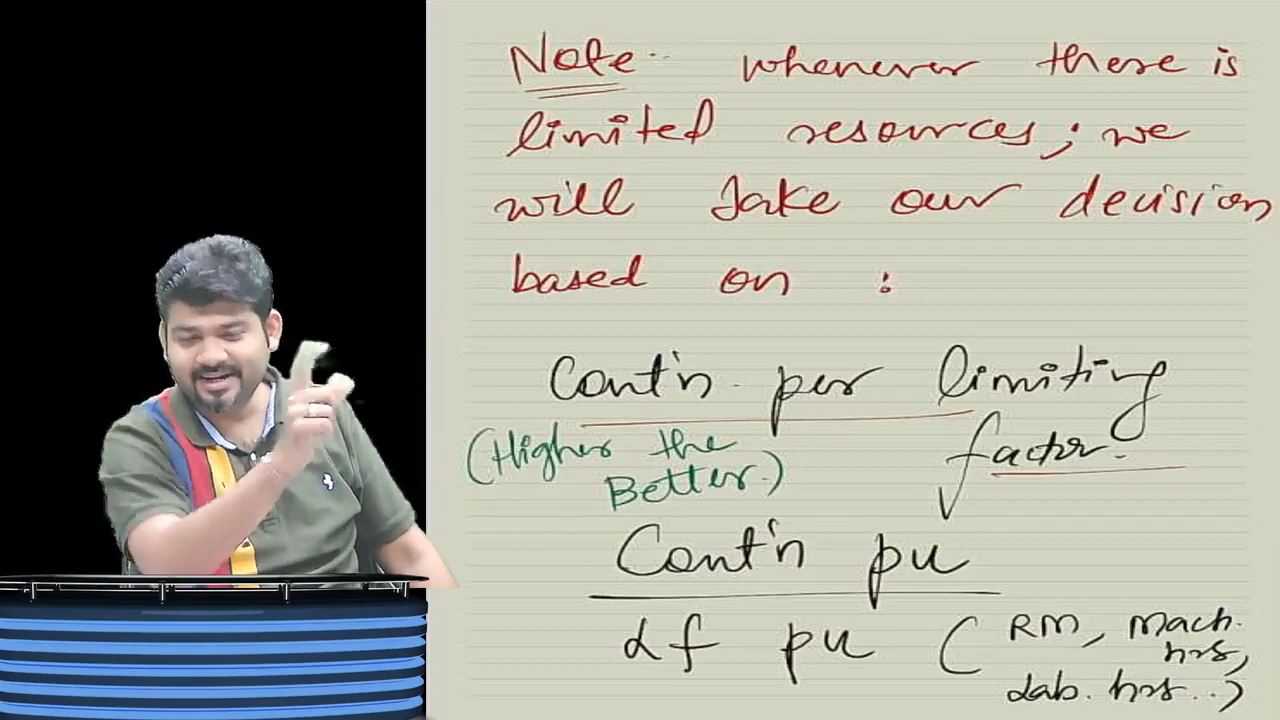 Note:-
whenever there is
limited resources; we
will take our decision
based on :
Cont'n. per limiting
factor.
(Higher the
Better.)
Cont'n pu
Lf pu (RM, Mach.
hrs,
Lab. hrs..)